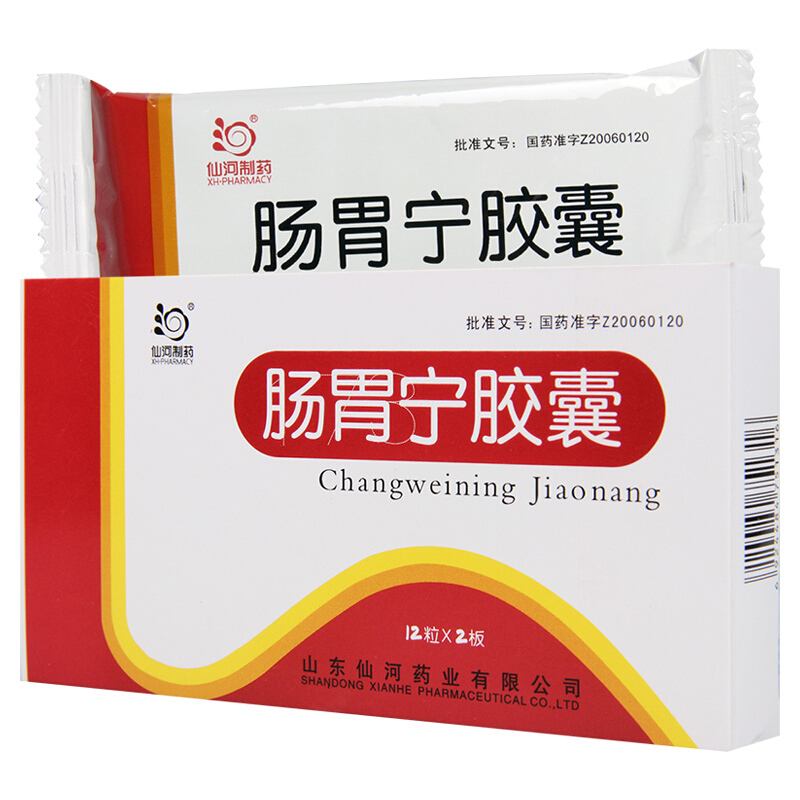 仙河制药
XH-PHARMACY
批准文号：国药准字Z20060120
肠胃宁胶囊
仙河制药
XH-PHARMACY
批准文号：国药准字Z20060120
肠胃宁胶囊
Changweining Jiaonang
12粒X2板
山东仙河药业有限公司
SHANDONG XIANHE PHARMACEUTICAL CO.,LTD